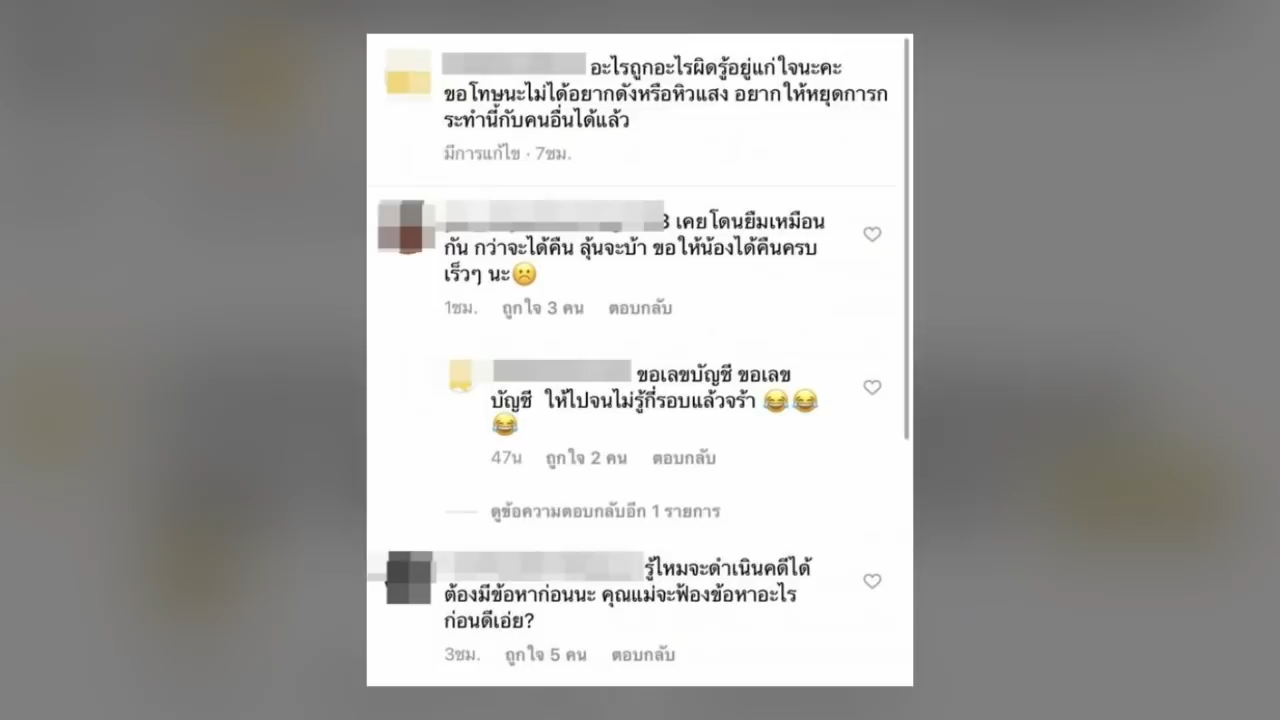 อะไรถูกอะไรผิดรู้อยู่แก่ใจนะคะ
ขอโทษนะไม่ได้อยากดังหรือหิวแสง อยากให้หยุดการก
ระทำนี้กับคนอื่นได้แล้ว
มีการแก้ไข · 7ชม.
3 เคยโดนยืมเหมือน
กัน กว่าจะได้คืน ลุ้นจะบ้า ขอให้น้องได้คืนครบ
เร็วๆ นะ☹️
1ชม. ถูกใจ 3 คน ตอบกลับ
ขอเลขบัญชี ขอเลข
บัญชี ให้ไปจนไม่รู้กี่รอบแล้วจร้า 😂😂
😂
47น ถูกใจ 2 คน ตอบกลับ
ดูข้อความตอบกลับอีก 1 รายการ
รู้ไหมจะดำเนินคดีได้
ต้องมีข้อหาก่อนนะ คุณแม่จะฟ้องข้อหาอะไร
ก่อนดีเอ่ย?
3ชม. ถูกใจ 5 คน ตอบกลับ